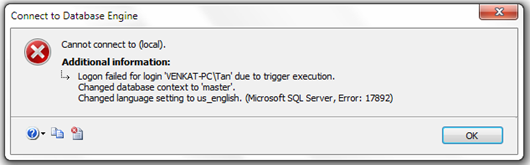 Connect to Database Engine
Cannot connect to (local).
Additional information:
Logon failed for login 'VENKAT-PC\Tan' due to trigger execution.
Changed database context to 'master'.
Changed language setting to us_english. (Microsoft SQL Server, Error: 17892)
OK